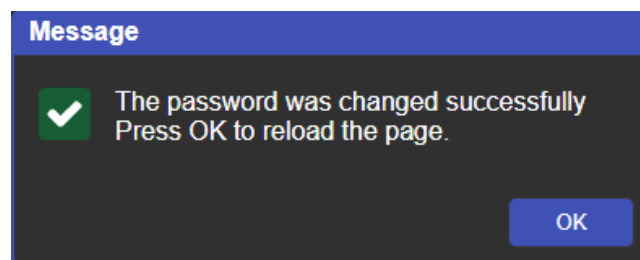 Message
The password was changed successfully
Press OK to reload the page.
OK